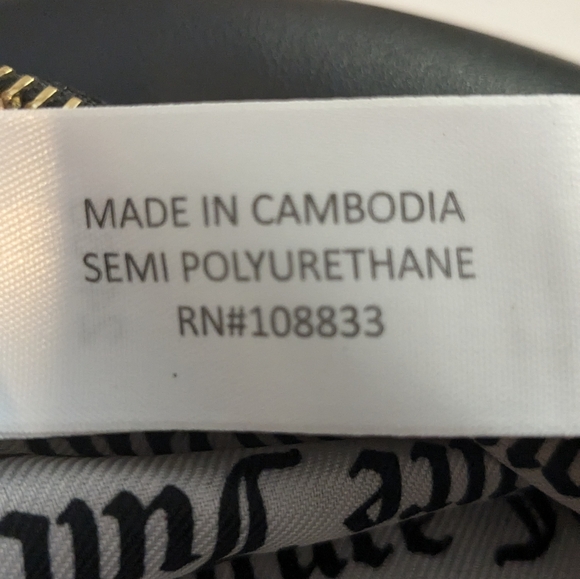 MADE IN CAMBODIA
SEMI POLYURETHANE
RN#108833